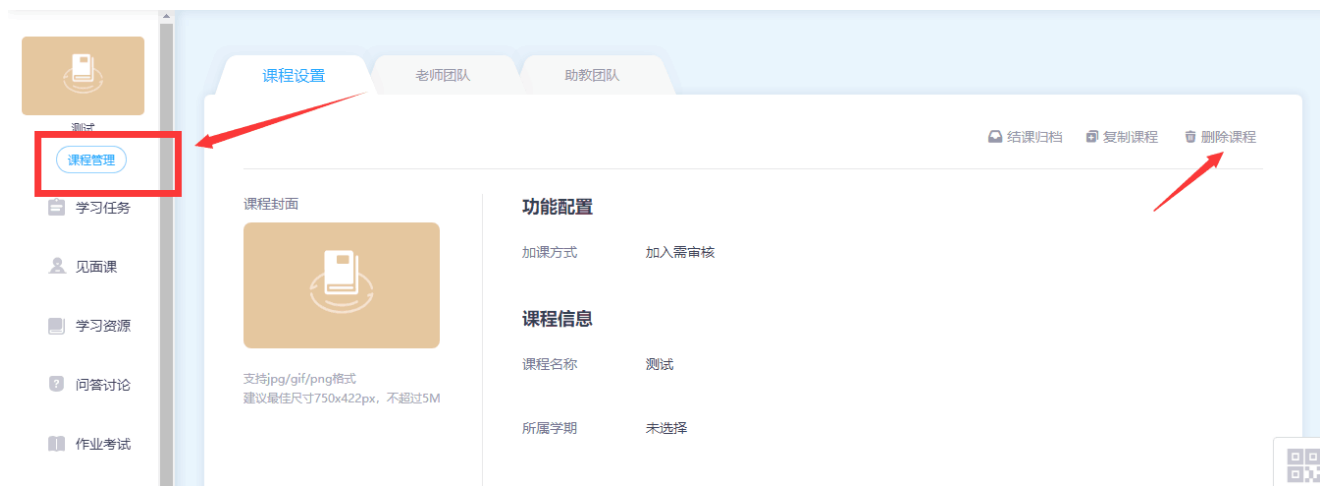 测试
课程管理
学习任务
见面课
学习资源
问答讨论
作业考试
课程设置
老师团队
助教团队
结课归档
复制课程
删除课程
课程封面
支持jpg/gif/png格式
建议最佳尺寸750x422px，不超过5M
功能配置
加课方式 加入需审核
课程信息
课程名称 测试
所属学期 未选择